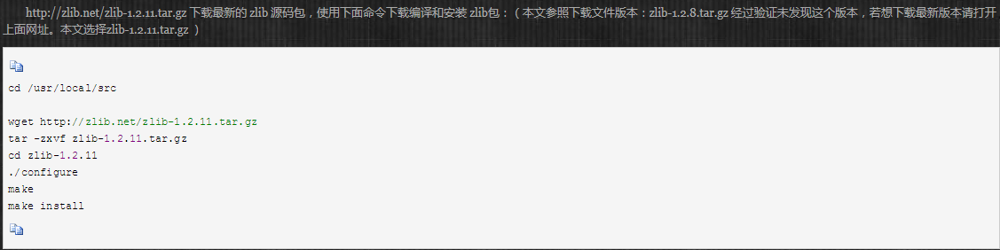 http://zlib.net/zlib-1.2.11.tar.gz 下载最新的 zlib 源码包，使用下面命令下载编译和安装 zlib包：（ 本文参照下载文件版本：zlib-1.2.8.tar.gz 经过验证未发现这个版本，若想下载最新版本请打开
上面网址。本文选择zlib-1.2.11.tar.gz ）
cd /usr/local/src
wget http://zlib.net/zlib-1.2.11.tar.gz
tar -zxvf zlib-1.2.11.tar.gz
cd zlib-1.2.11
./configure
make
make install